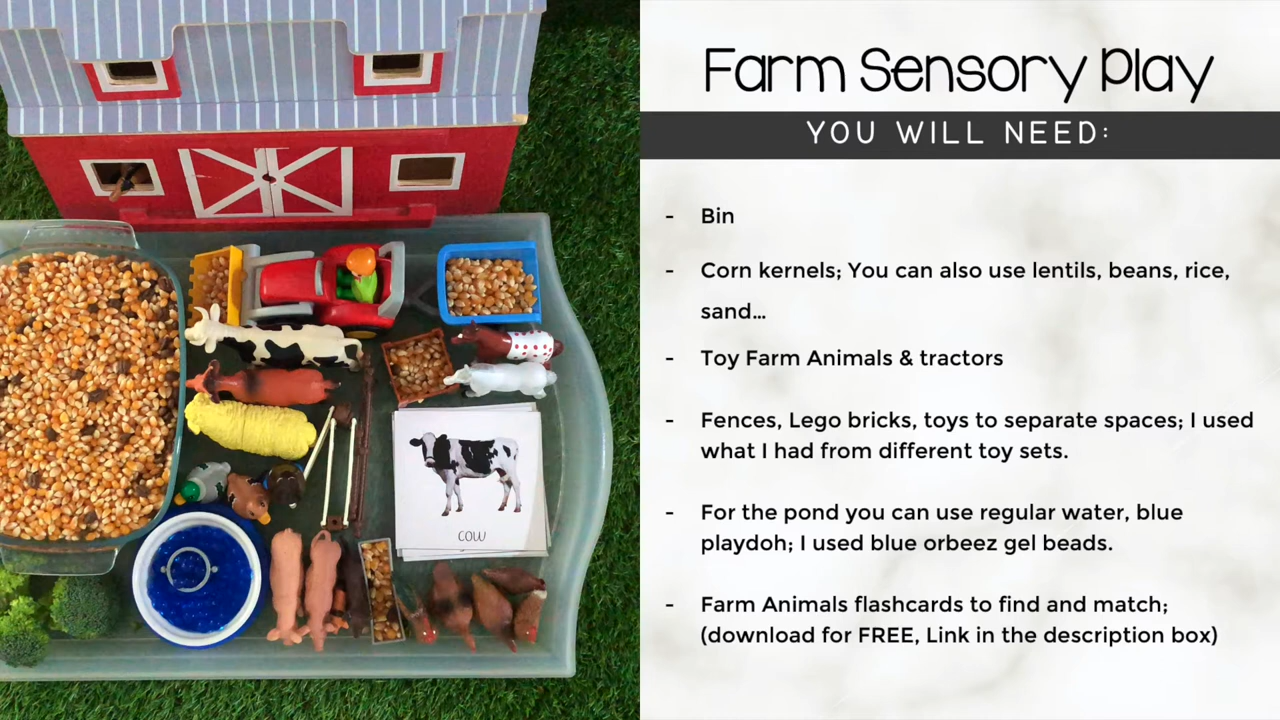 Farm Sensory Play
YOU WILL NEED:
- Bin
- Corn kernels; You can also use lentils, beans, rice,
sand...
- Toy Farm Animals & tractors
- Fences, Lego bricks, toys to separate spaces; I used
what I had from different toy sets.
- For the pond you can use regular water, blue
playdoh; I used blue orbeez gel beads.
- Farm Animals flashcards to find and match;
(download for FREE, Link in the description box)
COW